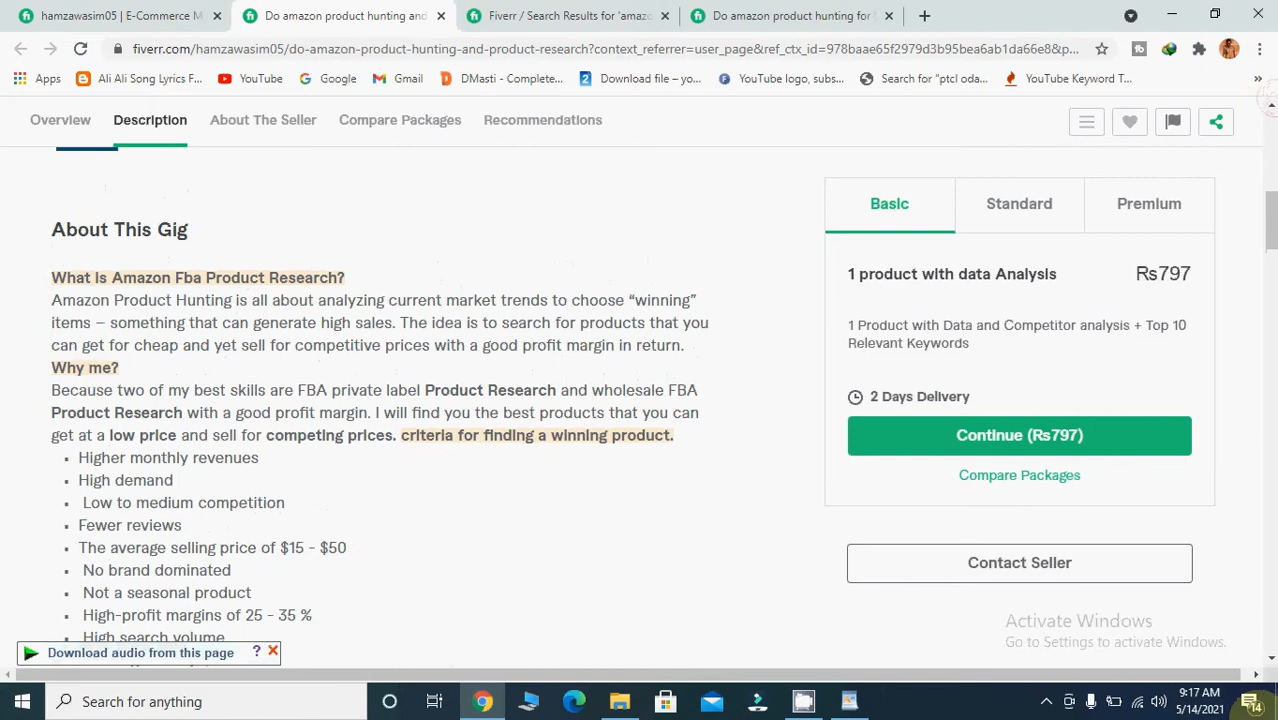 hamzawasim05 | E-Commerce M
Do amazon product hunting and
Fiverr / Search Results for 'amaz
Do amazon product hunting for
fiverr.com/hamzawasim05/do-amazon-product-hunting-and-product-research?context_referrer=user_page&ref_ctx_id=978baae65f2979d3b95bea6ab1da66e8&p...
Apps
Ali Ali Song Lyrics F...
YouTube
Google
Gmail
DMasti - Complete...
Download file – yo...
YouTube logo, subs...
Search for "ptcl oda...
YouTube Keyword T...
Overview
Description
About The Seller
Compare Packages
Recommendations
About This Gig
What Is Amazon Fba Product Research?
Amazon Product Hunting is all about analyzing current market trends to choose “winning”
items – something that can generate high sales. The idea is to search for products that you
can get for cheap and yet sell for competitive prices with a good profit margin in return.
Why me?
Because two of my best skills are FBA private label Product Research and wholesale FBA
Product Research with a good profit margin. I will find you the best products that you can
get at a low price and sell for competing prices. criteria for finding a winning product.
Higher monthly revenues
High demand
Low to medium competition
Fewer reviews
The average selling price of $15 - $50
No brand dominated
Not a seasonal product
High-profit margins of 25 - 35 %
High search volume
Basic
Standard
Premium
1 product with data Analysis
₨797
1 Product with Data and Competitor analysis + Top 10
Relevant Keywords
2 Days Delivery
Continue (₨797)
Compare Packages
Contact Seller
Activate Windows
Go to Settings to activate Windows.
Download audio from this page
?
Search for anything
9:17 AM
5/14/2021
14